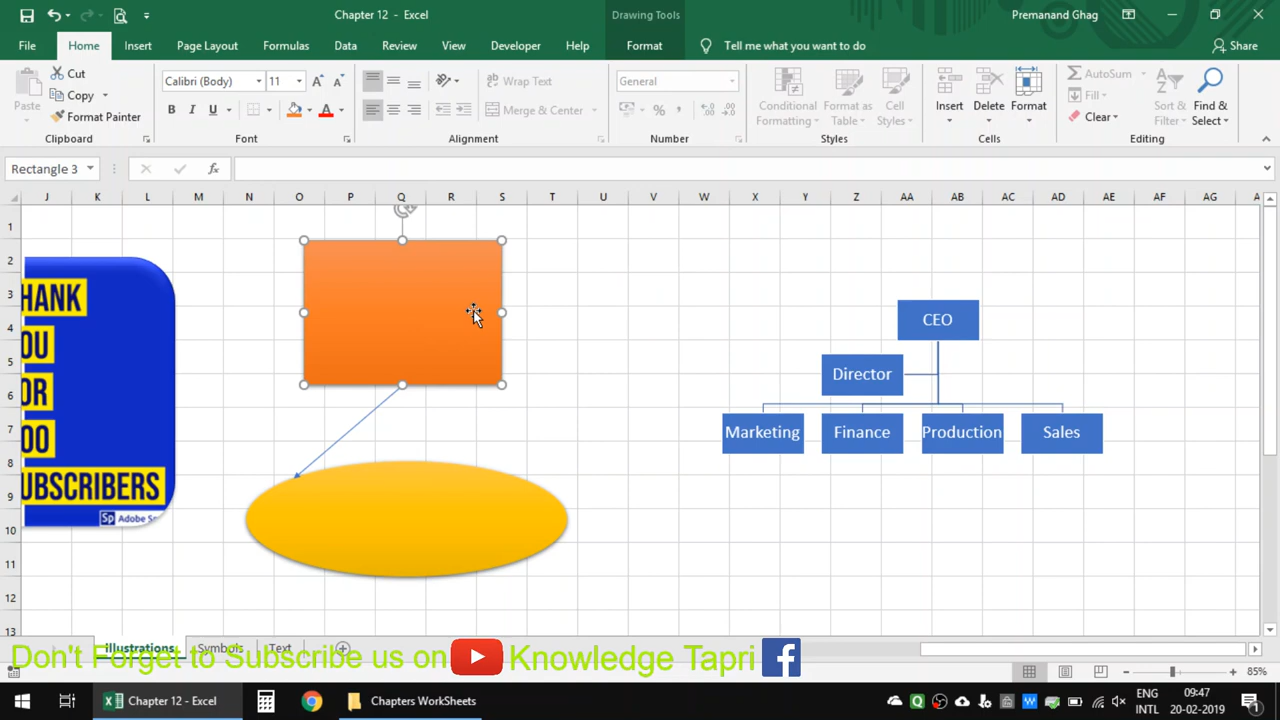 Chapter 12 - Excel
Drawing Tools
Premanand Ghag
File Home Insert Page Layout Formulas Data Review View Developer Help Format Tell me what you want to do Share
Paste
Cut
Copy
Format Painter
Clipboard
Calibri (Body) 11
B I U
Font
Wrap Text
Merge & Center
Alignment
General
Number
Conditional Formatting
Format as Table
Cell Styles
Styles
Insert Delete Format
Cells
AutoSum
Fill
Clear
Sort & Filter
Find & Select
Editing
Rectangle 3
fx
J K L M N O P Q R S T U V W X Y Z AA AB AC AD AE AF AG A
1
2
3
4
5
6
7
8
9
10
11
12
13
HANK
OU
OR
00
UBSCRIBERS
Sp Adobe Sp
CEO
Director
Marketing Finance Production Sales
Illustrations Symbols Text
Don't Forget to Subscribe us on Knowledge Tapri
85%
Chapter 12 - Excel
Chapters WorkSheets
ENG
INTL
09:47
20-02-2019
1